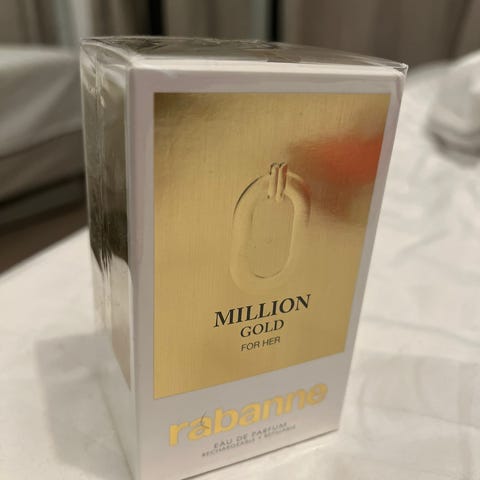 MILLION
GOLD
FOR HER
rabanne
EAU DE PARFUM
RECHARGEABLE • REFILLABLE